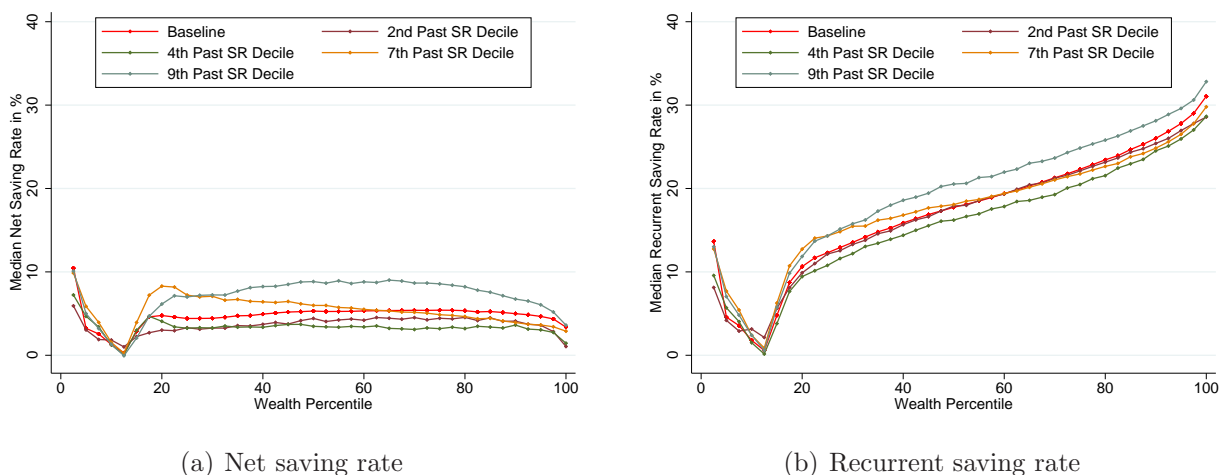 Baseline
2nd Past SR Decile
4th Past SR Decile
7th Past SR Decile
9th Past SR Decile
Median Net Saving Rate in %
40
30
20
10
0
0 20 40 60 80 100
Wealth Percentile
(a) Net saving rate
Baseline
2nd Past SR Decile
4th Past SR Decile
7th Past SR Decile
9th Past SR Decile
Median Recurrent Saving Rate in %
40
30
20
10
0
0 20 40 60 80 100
Wealth Percentile
(b) Recurrent saving rate